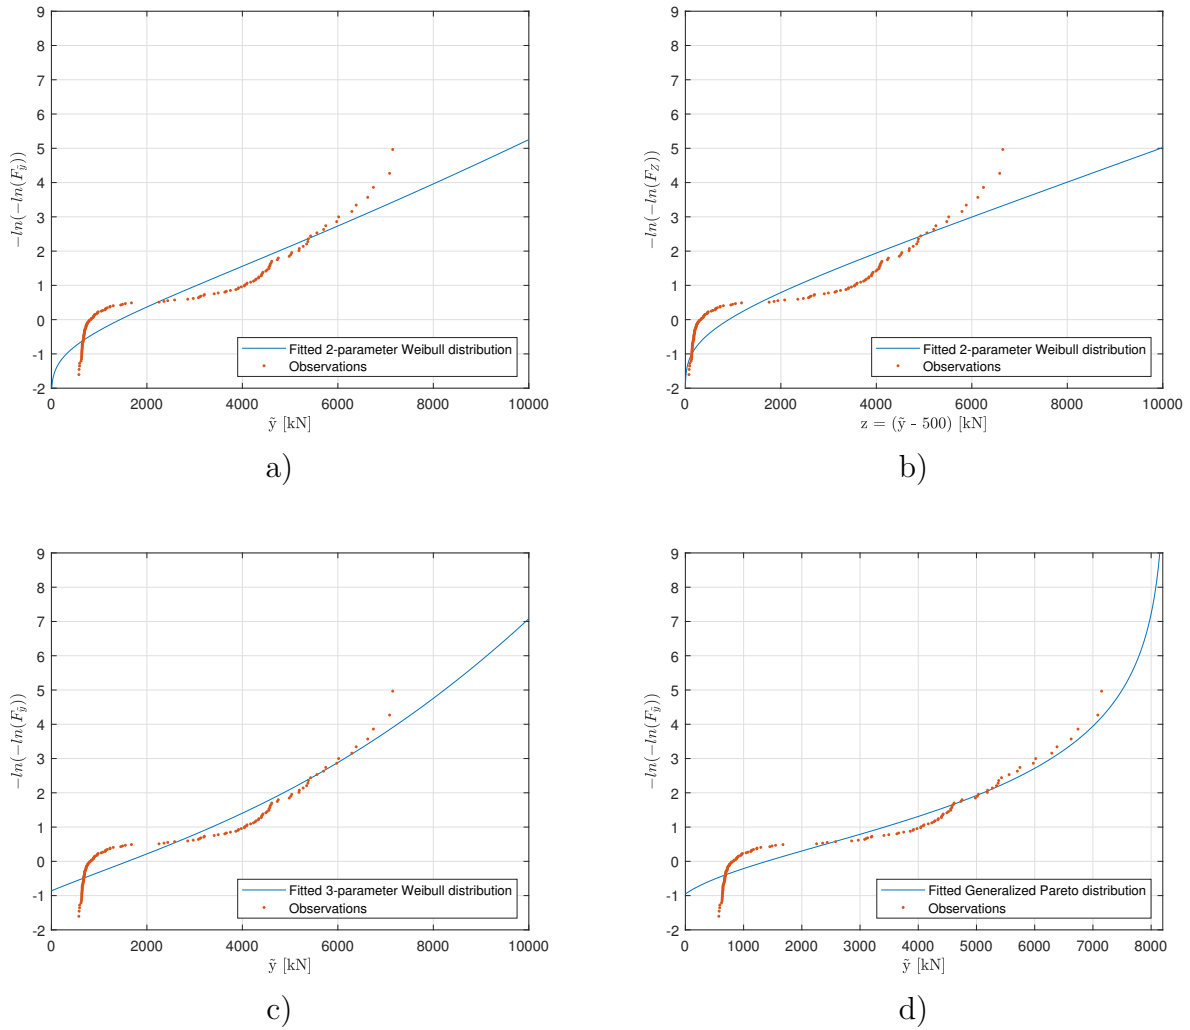 9
8
7
6
5
4
3
2
1
0
-1
-2
−ln(−ln(F_ỹ))
Fitted 2-parameter Weibull distribution
Observations
0 2000 4000 6000 8000 10000
ỹ [kN]
a)
9
8
7
6
5
4
3
2
1
0
-1
-2
−ln(−ln(F_Z))
Fitted 2-parameter Weibull distribution
Observations
0 2000 4000 6000 8000 10000
z = (ỹ - 500) [kN]
b)
9
8
7
6
5
4
3
2
1
0
-1
-2
−ln(−ln(F_ỹ))
Fitted 3-parameter Weibull distribution
Observations
0 2000 4000 6000 8000 10000
ỹ [kN]
c)
9
8
7
6
5
4
3
2
1
0
-1
-2
−ln(−ln(F_ỹ))
Fitted Generalized Pareto distribution
Observations
0 1000 2000 3000 4000 5000 6000 7000 8000
ỹ [kN]
d)